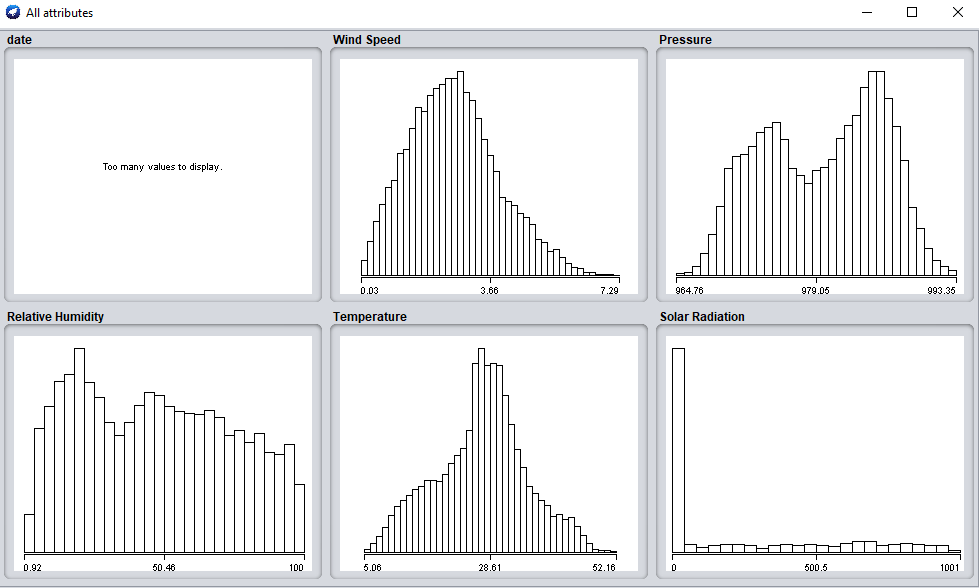 All attributes
date
Wind Speed
Pressure
Too many values to display.
0.03
3.66
7.29
964.76
979.05
993.35
Relative Humidity
Temperature
Solar Radiation
0.92
50.46
100
5.06
28.61
52.16
0
500.5
1001